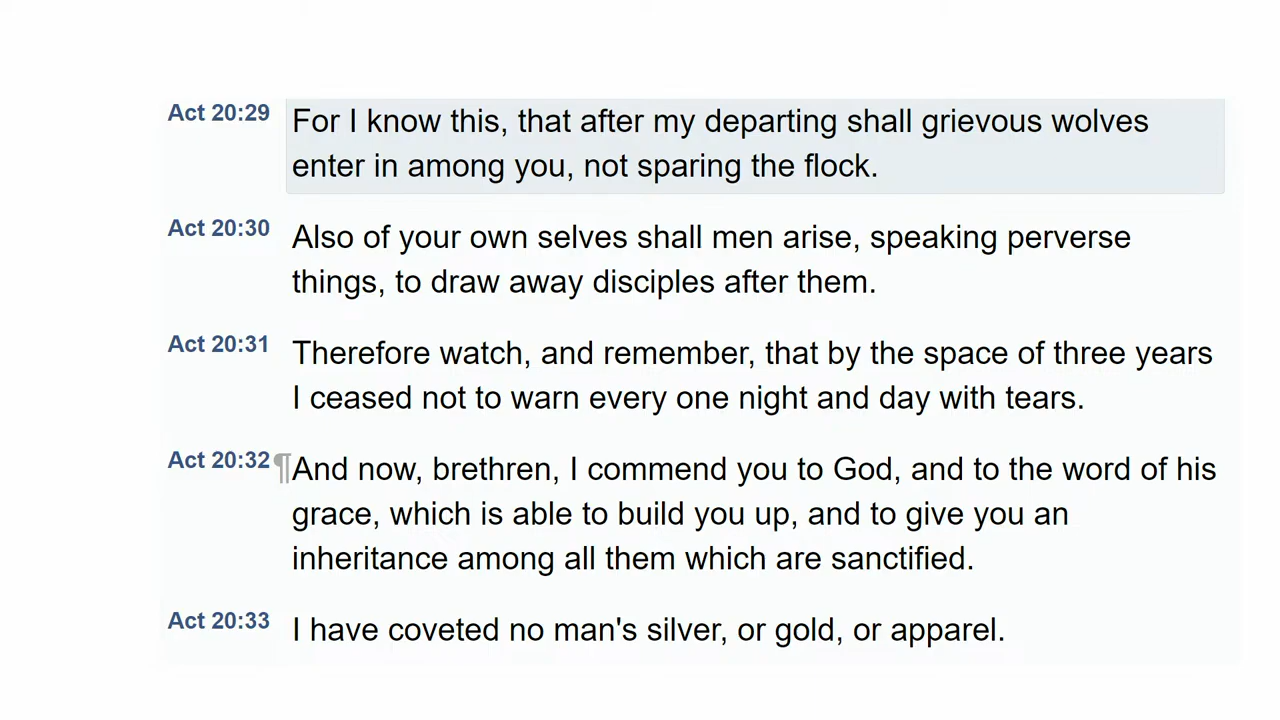 Act 20:29 For I know this, that after my departing shall grievous wolves
enter in among you, not sparing the flock.
Act 20:30 Also of your own selves shall men arise, speaking perverse
things, to draw away disciples after them.
Act 20:31 Therefore watch, and remember, that by the space of three years
I ceased not to warn every one night and day with tears.
Act 20:32 ¶And now, brethren, I commend you to God, and to the word of his
grace, which is able to build you up, and to give you an
inheritance among all them which are sanctified.
Act 20:33 I have coveted no man's silver, or gold, or apparel.